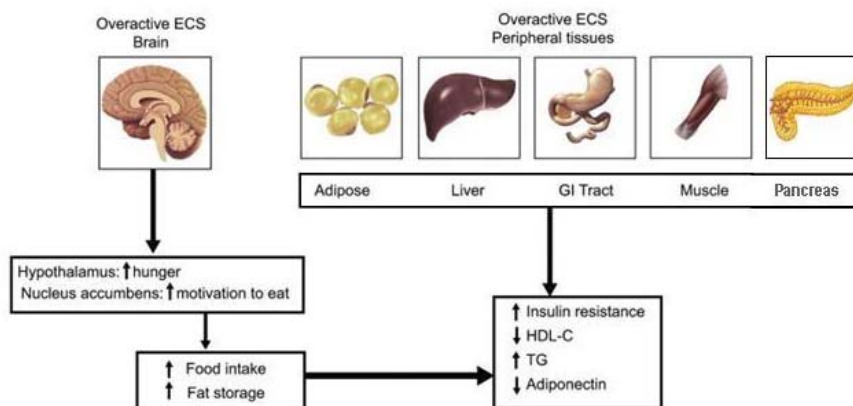 Overactive ECS
Brain
Overactive ECS
Peripheral tissues
Adipose Liver GI Tract Muscle Pancreas
Hypothalamus: ↑ hunger
Nucleus accumbens: ↑ motivation to eat
↑ Food intake
↑ Fat storage
↑ Insulin resistance
↓ HDL-C
↑ TG
↓ Adiponectin